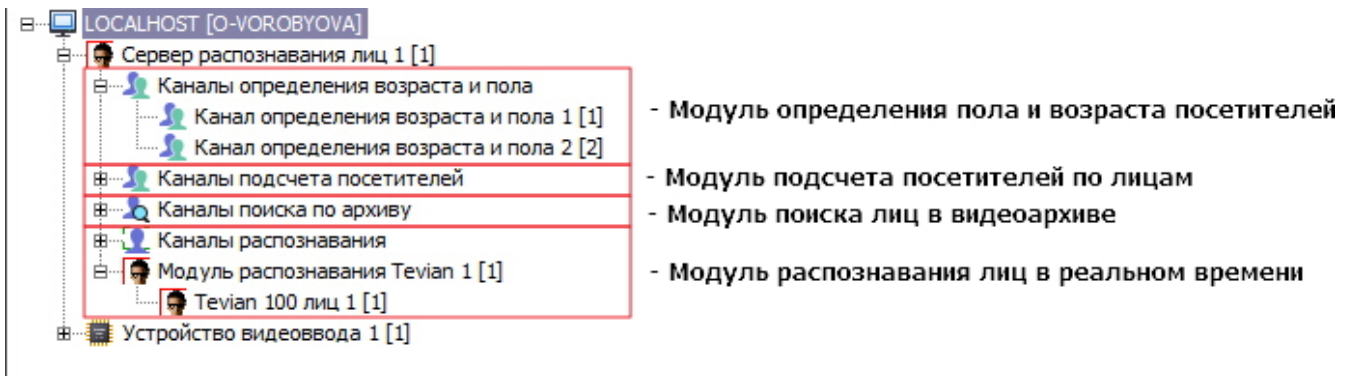 LOCALHOST [O-VOROBYOVA]
Сервер распознавания лиц 1 [1]
Каналы определения возраста и пола
Канал определения возраста и пола 1 [1] - Модуль определения пола и возраста посетителей
Канал определения возраста и пола 2 [2]
Каналы подсчета посетителей - Модуль подсчета посетителей по лицам
Каналы поиска по архиву - Модуль поиска лиц в видеоархиве
Каналы распознавания
Модуль распознавания Tevian 1 [1] - Модуль распознавания лиц в реальном времени
Tevian 100 лиц 1 [1]
Устройство видеоввода 1 [1]